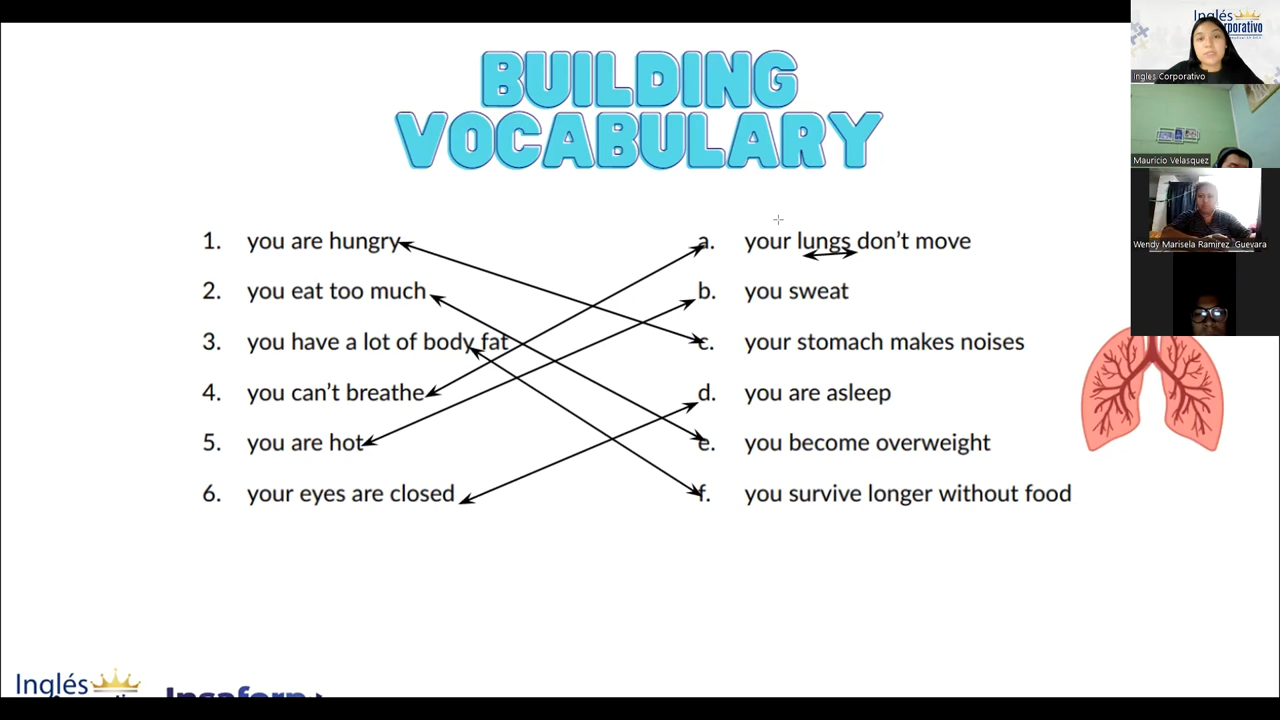 BUILDING
VOCABULARY
1. you are hungry
2. you eat too much
3. you have a lot of body fat
4. you can't breathe
5. you are hot
6. your eyes are closed
a. your lungs don't move
b. you sweat
c. your stomach makes noises
d. you are asleep
e. you become overweight
f. you survive longer without food
Inglés
Ingles Corporativo
Mauricio Velasquez
Wendy Marisela Ramirez Guevara
Inglés